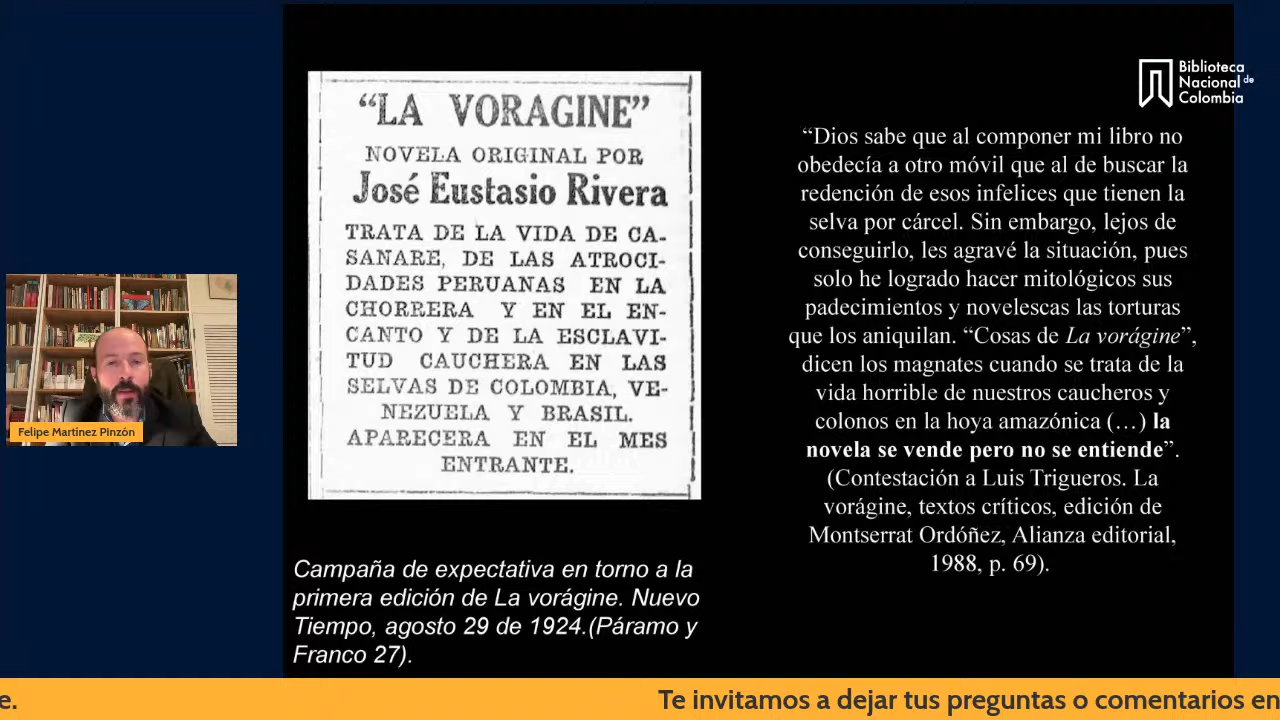 Biblioteca
Nacional de
Colombia
“LA VORAGINE”
NOVELA ORIGINAL POR
José Eustasio Rivera
TRATA DE LA VIDA DE CA-
SANARE, DE LAS ATROCI-
DADES PERUANAS EN LA
CHORRERA Y EN EL EN-
CANTO Y DE LA ESCLAVI-
TUD CAUCHERA EN LAS
SELVAS DE COLOMBIA, VE-
NEZUELA Y BRASIL.
APARECERA EN EL MES
ENTRANTE.
Campaña de expectativa en torno a la
primera edición de La vorágine. Nuevo
Tiempo, agosto 29 de 1924.(Páramo y
Franco 27).
“Dios sabe que al componer mi libro no
obedecía a otro móvil que al de buscar la
redención de esos infelices que tienen la
selva por cárcel. Sin embargo, lejos de
conseguirlo, les agravé la situación, pues
solo he logrado hacer mitológicos sus
padecimientos y novelescas las torturas
que los aniquilan. “Cosas de La vorágine”,
dicen los magnates cuando se trata de la
vida horrible de nuestros caucheros y
colonos en la hoya amazónica (…) la
novela se vende pero no se entiende”.
(Contestación a Luis Trigueros. La
vorágine, textos críticos, edición de
Montserrat Ordóñez, Alianza editorial,
1988, p. 69).
Felipe Martínez Pinzón
e.
Te invitamos a dejar tus preguntas o comentarios en